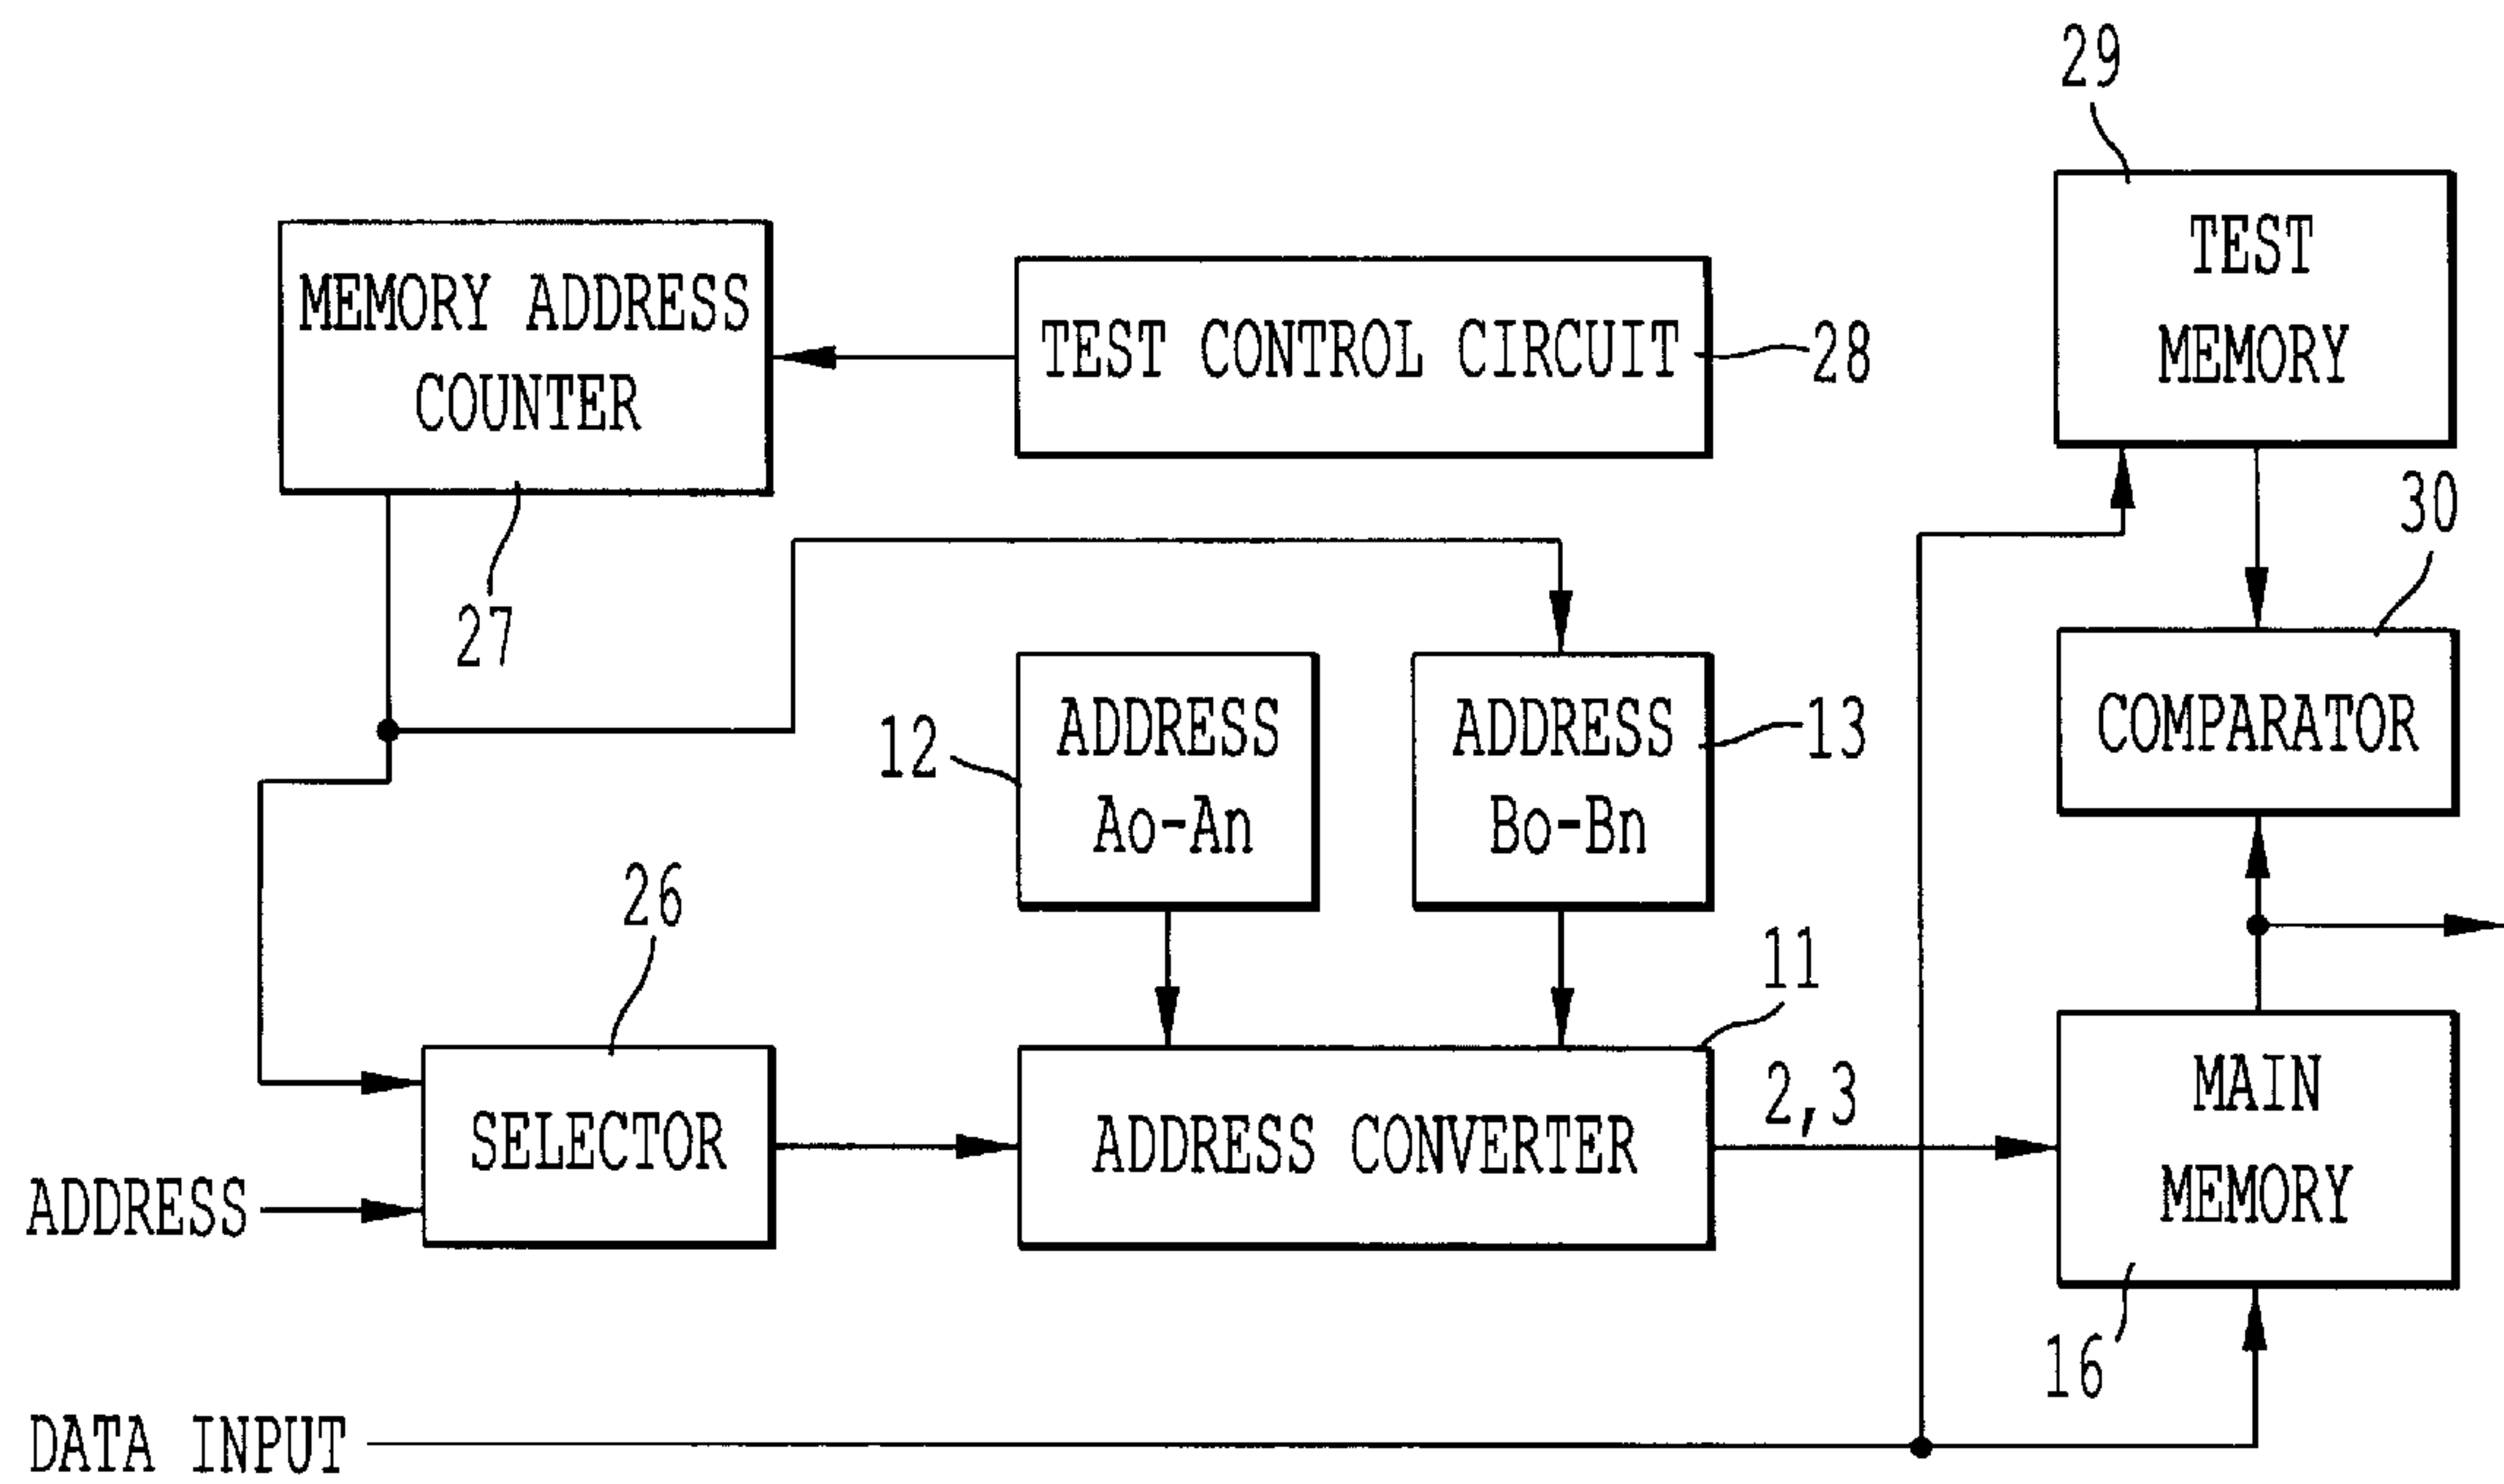 29
TEST
MEMORY
MEMORY ADDRESS
COUNTER
27
TEST CONTROL CIRCUIT
28
30
COMPARATOR
12
ADDRESS
Ao-An
ADDRESS
Bo-Bn
13
26
SELECTOR
ADDRESS
11
ADDRESS CONVERTER
2,3
MAIN
MEMORY
16
DATA INPUT